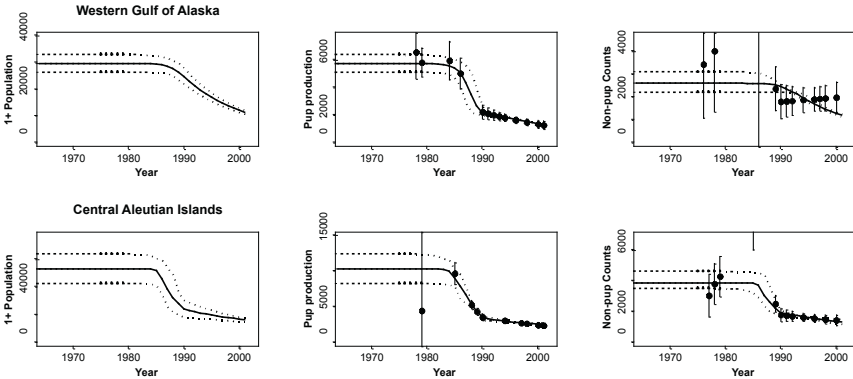 Western Gulf of Alaska
1+ Population
0
20000
40000
1970
1980
1990
2000
Year
Pup production
0
2000
6000
1970
1980
1990
2000
Year
Non-pup Counts
0
2000
4000
1970
1980
1990
2000
Year
Central Aleutian Islands
1+ Population
0
40000
1970
1980
1990
2000
Year
Pup production
0
5000
15000
1970
1980
1990
2000
Year
Non-pup Counts
0
2000
6000
1970
1980
1990
2000
Year